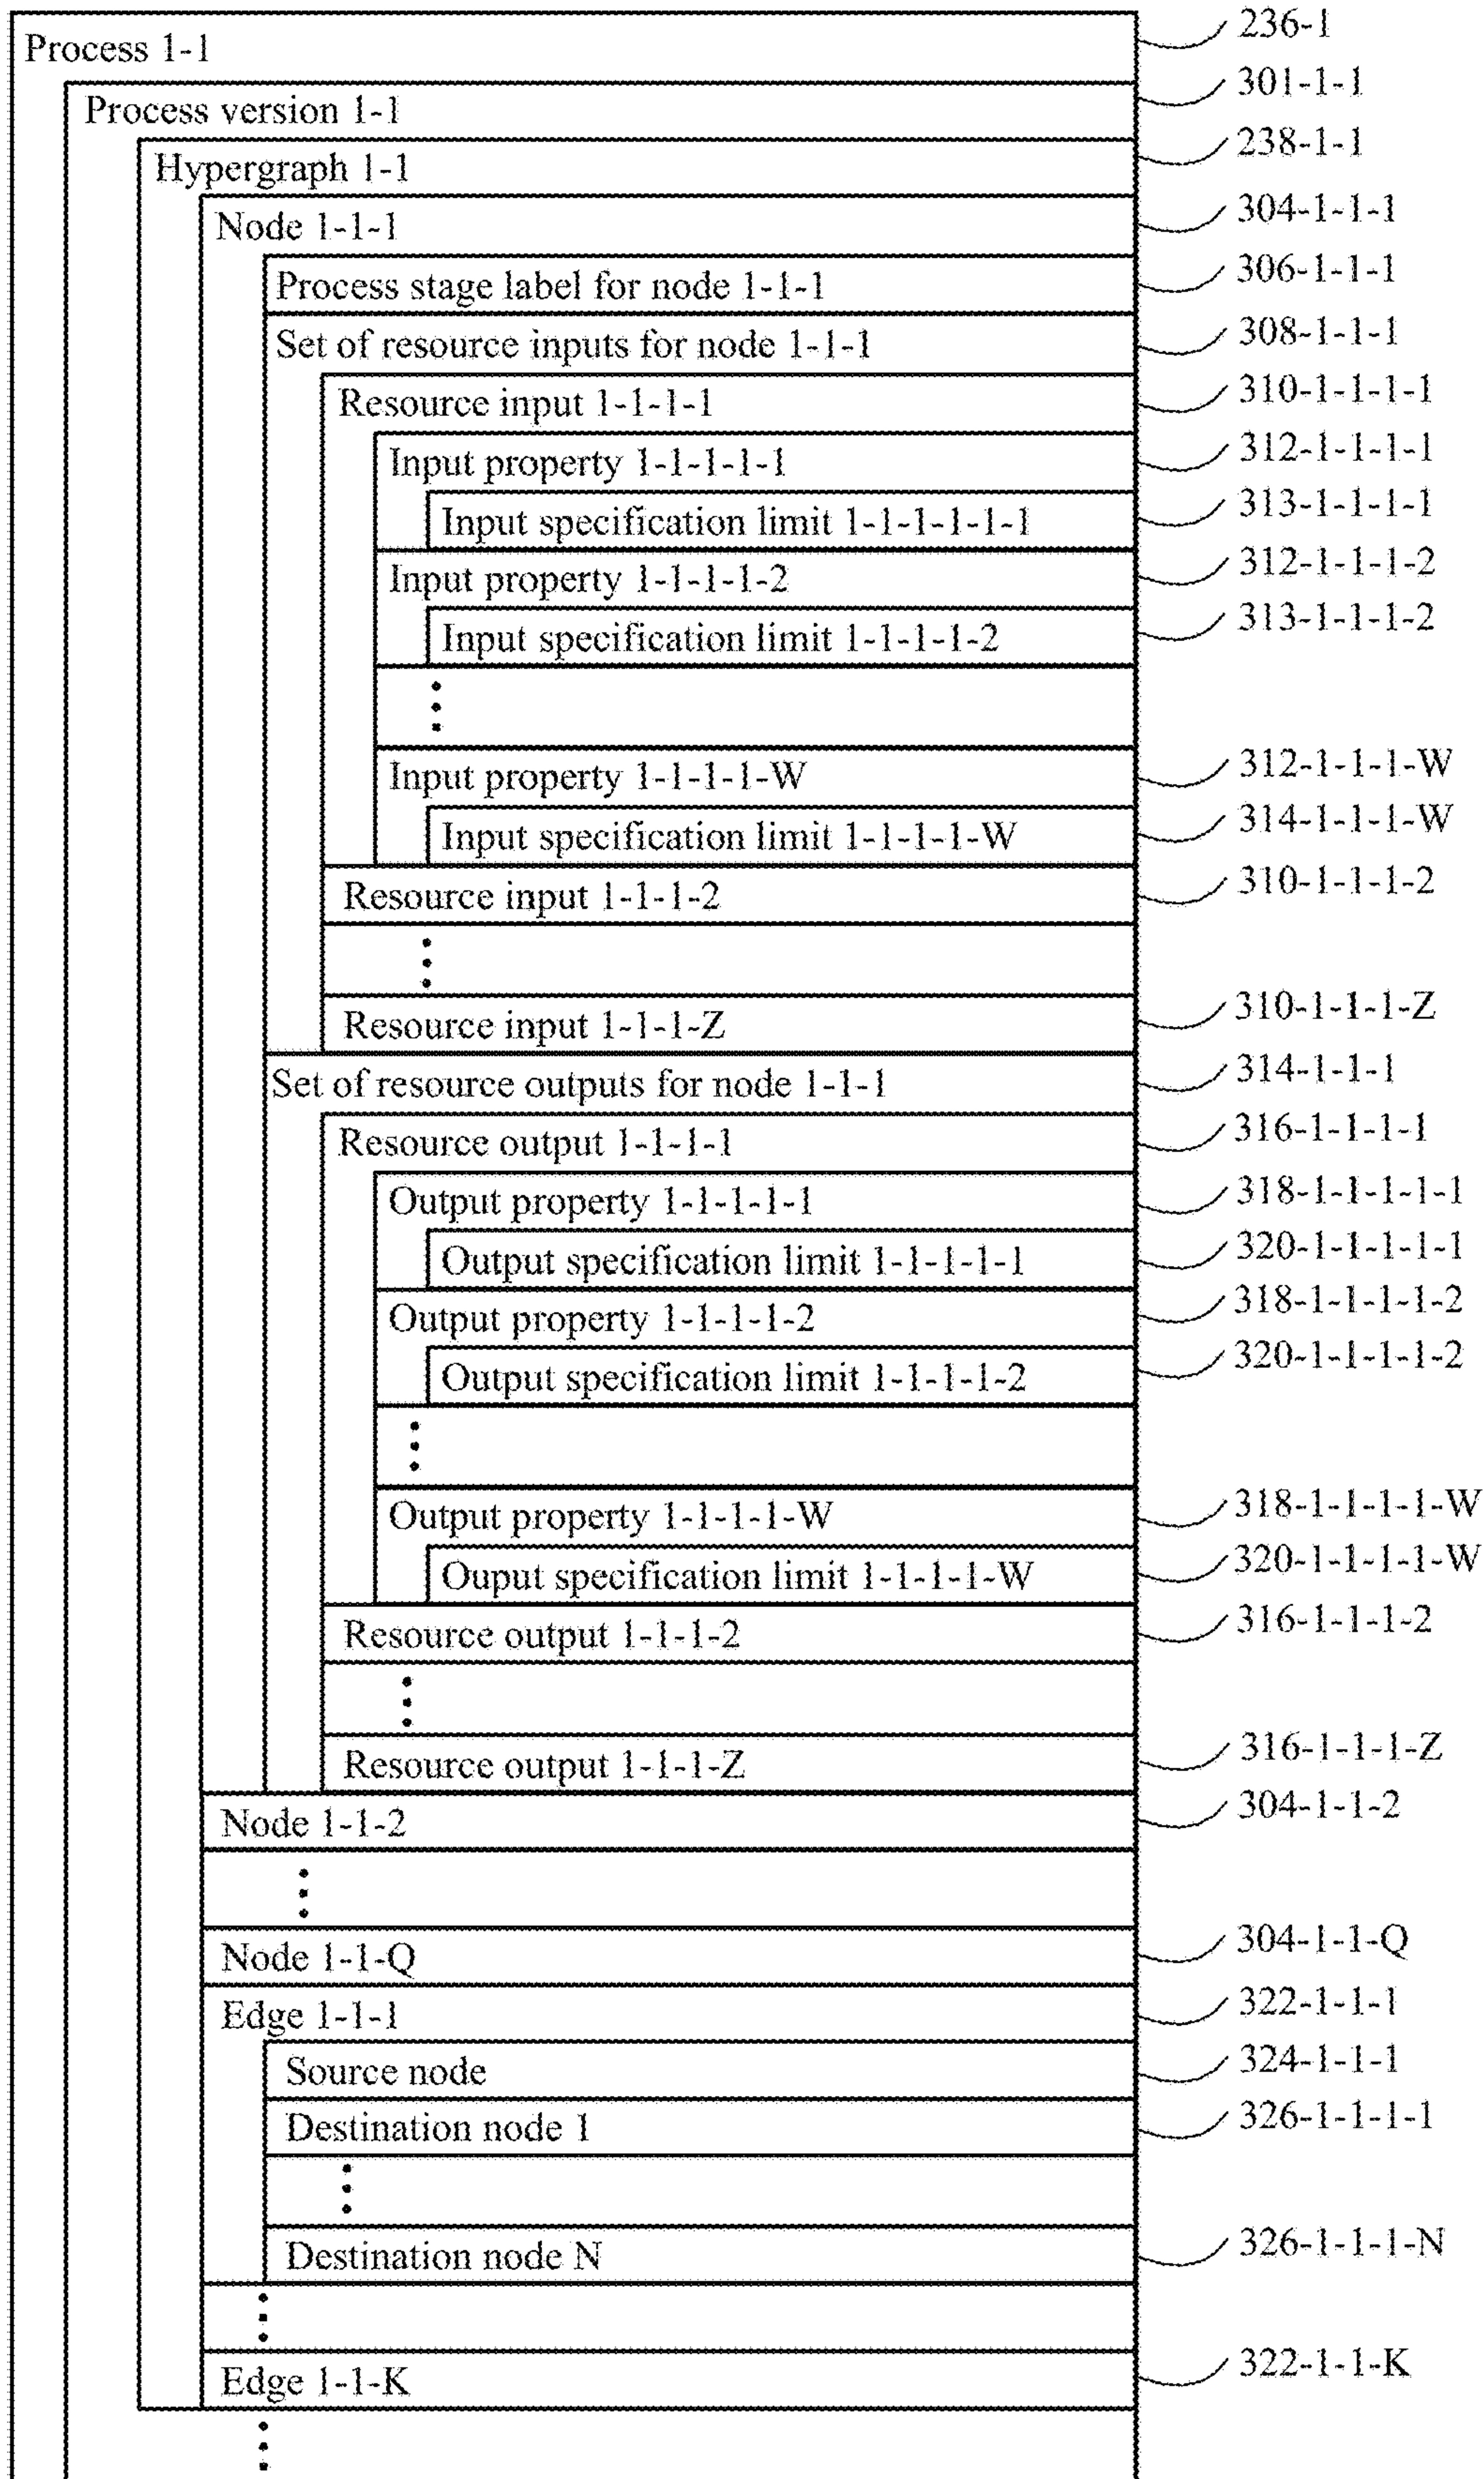 Process 1-1 236-1
Process version 1-1 301-1-1
Hypergraph 1-1 238-1-1
Node 1-1-1 304-1-1-1
Process stage label for node 1-1-1 306-1-1-1
Set of resource inputs for node 1-1-1 308-1-1-1
Resource input 1-1-1-1 310-1-1-1-1
Input property 1-1-1-1-1 312-1-1-1-1
Input specification limit 1-1-1-1-1-1 313-1-1-1-1
Input property 1-1-1-1-2 312-1-1-1-2
Input specification limit 1-1-1-1-2 313-1-1-1-2
Input property 1-1-1-1-W 312-1-1-1-W
Input specification limit 1-1-1-1-W 314-1-1-1-W
Resource input 1-1-1-2 310-1-1-1-2
Resource input 1-1-1-Z 310-1-1-1-Z
Set of resource outputs for node 1-1-1 314-1-1-1
Resource output 1-1-1-1 316-1-1-1-1
Output property 1-1-1-1-1 318-1-1-1-1-1
Output specification limit 1-1-1-1-1 320-1-1-1-1-1
Output property 1-1-1-1-2 318-1-1-1-1-2
Output specification limit 1-1-1-1-2 320-1-1-1-1-2
Output property 1-1-1-1-W 318-1-1-1-1-W
Ouput specification limit 1-1-1-1-W 320-1-1-1-1-W
Resource output 1-1-1-2 316-1-1-1-2
Resource output 1-1-1-Z 316-1-1-1-Z
Node 1-1-2 304-1-1-2
Node 1-1-Q 304-1-1-Q
Edge 1-1-1 322-1-1-1
Source node 324-1-1-1
Destination node 1 326-1-1-1-1
Destination node N 326-1-1-1-N
Edge 1-1-K 322-1-1-K